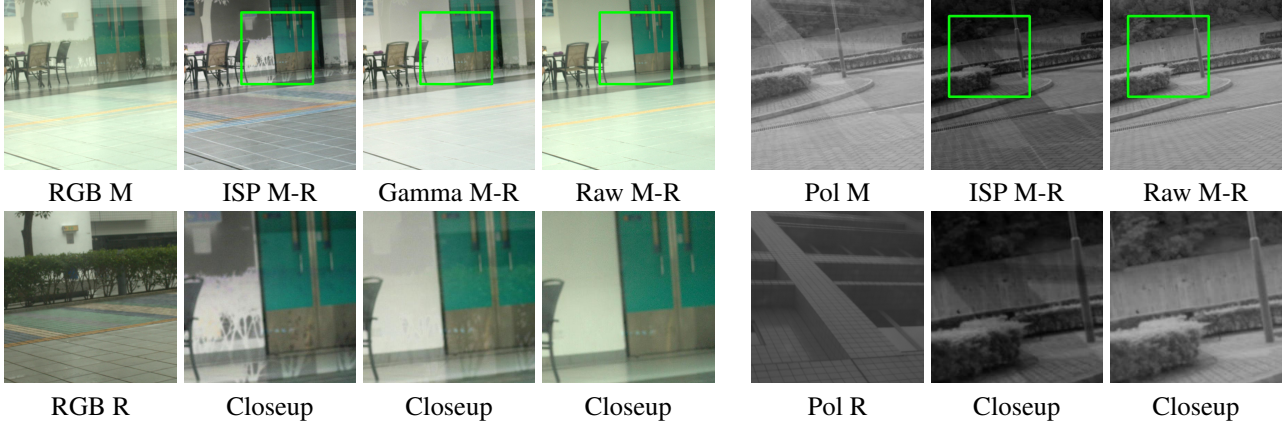 RGB M ISP M-R Gamma M-R Raw M-R Pol M ISP M-R Raw M-R
RGB R Closeup Closeup Closeup Pol R Closeup Closeup